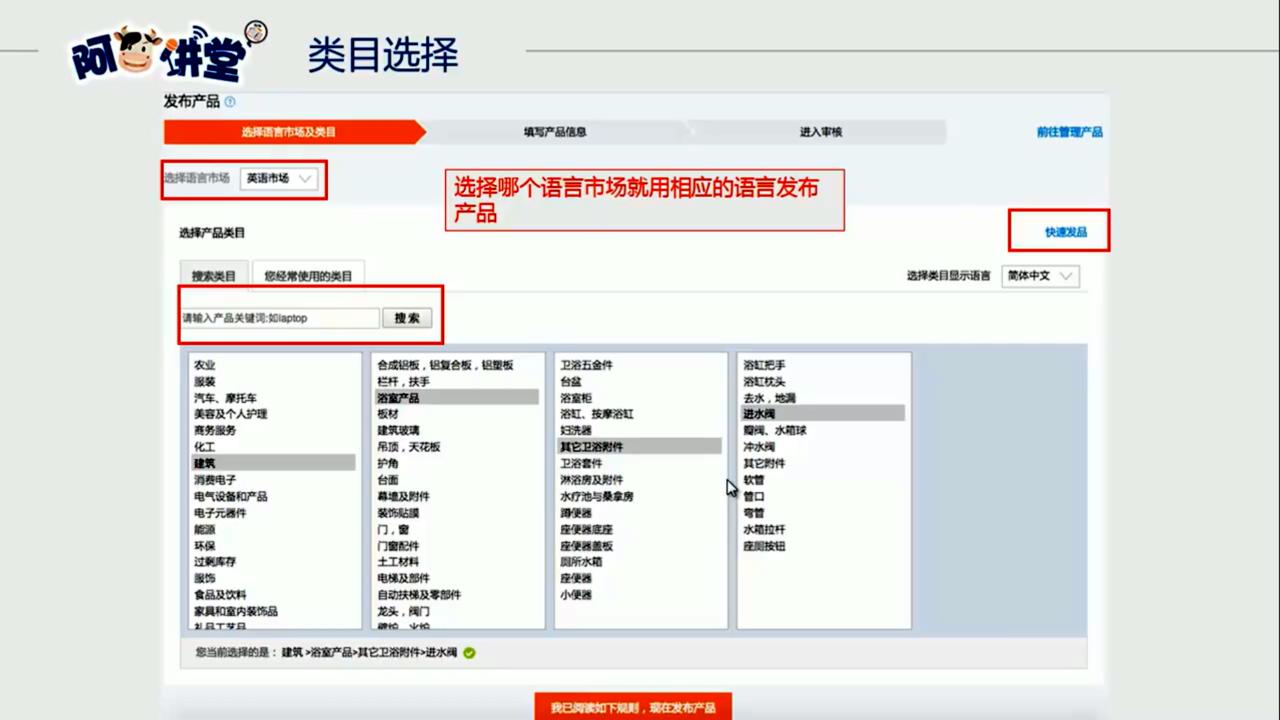 阿牛讲堂
类目选择
发布产品
选择语言市场及类目
填写产品信息
进入审核
前往管理产品
选择语言市场
英语市场
选择哪个语言市场就用相应的语言发布
产品
选择产品类目
快速发品
搜索类目
您经常使用的类目
选择类目显示语言
简体中文
请输入产品关键词:如laptop
搜 索
农业
服装
汽车、摩托车
美容及个人护理
商务服务
化工
建筑
消费电子
电气设备和产品
电子元器件
能源
环保
过剩库存
服饰
食品及饮料
家具和室内装饰品
礼品工艺品
合成铝板，铝复合板，铝塑板
栏杆，扶手
浴室产品
板材
建筑玻璃
吊顶，天花板
护角
台面
幕墙及附件
装饰贴膜
门，窗
门窗配件
土工材料
电梯及部件
自动扶梯及零部件
龙头，阀门
壁炉，火炉
卫浴五金件
台盆
浴室柜
浴缸、按摩浴缸
妇洗器
其它卫浴附件
卫浴套件
淋浴房及附件
水疗池与桑拿房
蹲便器
座便器底座
座便器盖板
厕所水箱
座便器
小便器
浴缸把手
浴缸枕头
去水，地漏
进水阀
瓣阀、水箱球
冲水阀
其它附件
软管
管口
弯管
水箱拉杆
座厕按钮
您当前选择的是： 建筑 >浴室产品>其它卫浴附件>进水阀
我已阅读如下规则，现在发布产品